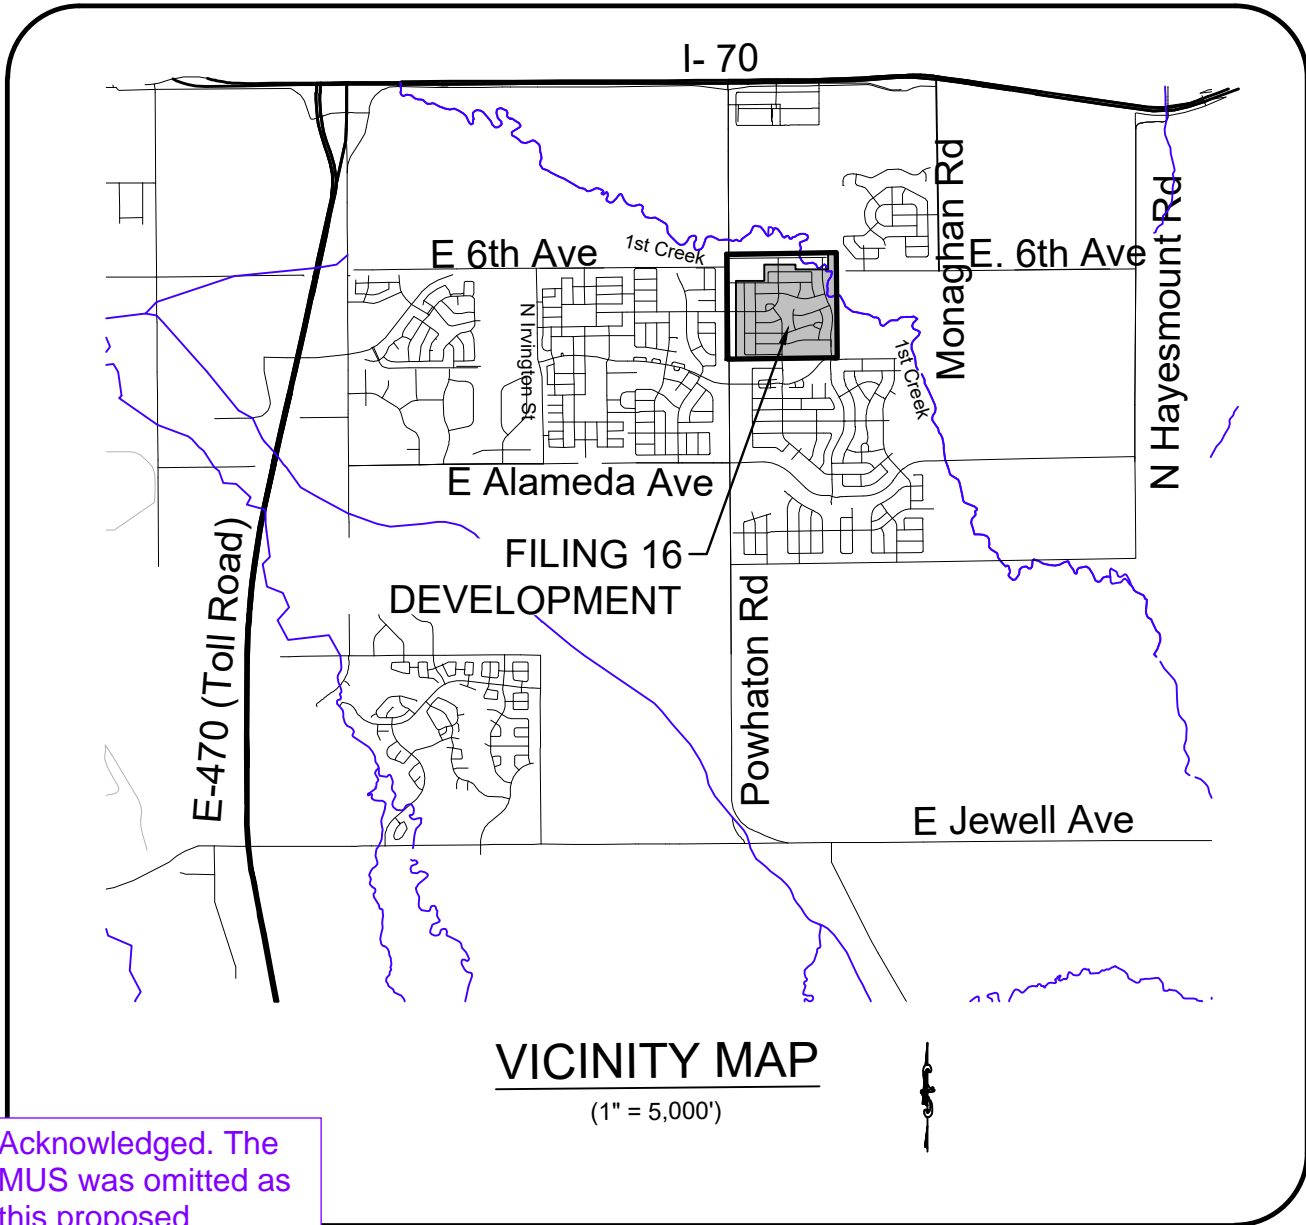 I- 70
Monaghan Rd
N Hayesmount Rd
E 6th Ave
1st Creek
E. 6th Ave
N Irvington St
1st Creek
E Alameda Ave
FILING 16
DEVELOPMENT
E-470 (Toll Road)
Powhaton Rd
E Jewell Ave
VICINITY MAP
(1" = 5,000')
Acknowledged. The
MUS was omitted as
this proposed